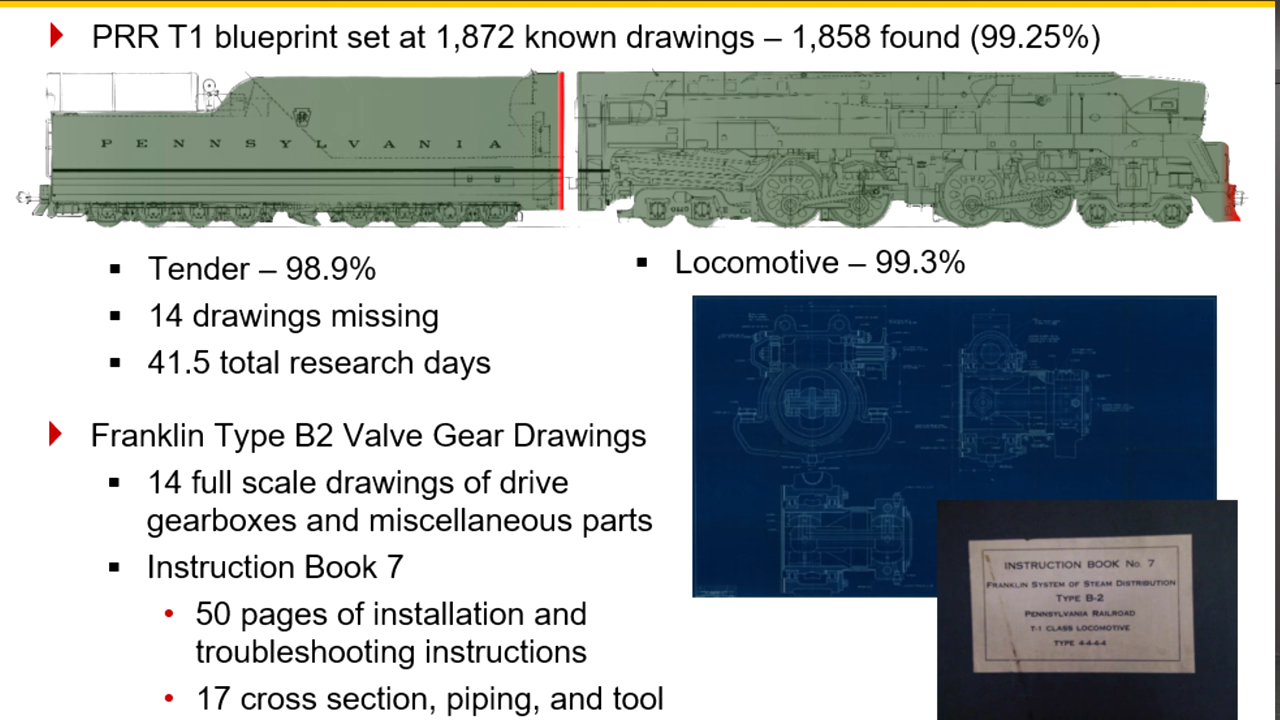 PRR T1 blueprint set at 1,872 known drawings – 1,858 found (99.25%)
PENNSYLVANIA
Tender – 98.9%
14 drawings missing
41.5 total research days
Locomotive – 99.3%
Franklin Type B2 Valve Gear Drawings
14 full scale drawings of drive
gearboxes and miscellaneous parts
Instruction Book 7
50 pages of installation and
troubleshooting instructions
17 cross section, piping, and tool
INSTRUCTION BOOK No. 7
FRANKLIN SYSTEM OF STEAM DISTRIBUTION
TYPE B-2
PENNSYLVANIA RAILROAD
T-1 CLASS LOCOMOTIVE
TYPE 4-4-4-4